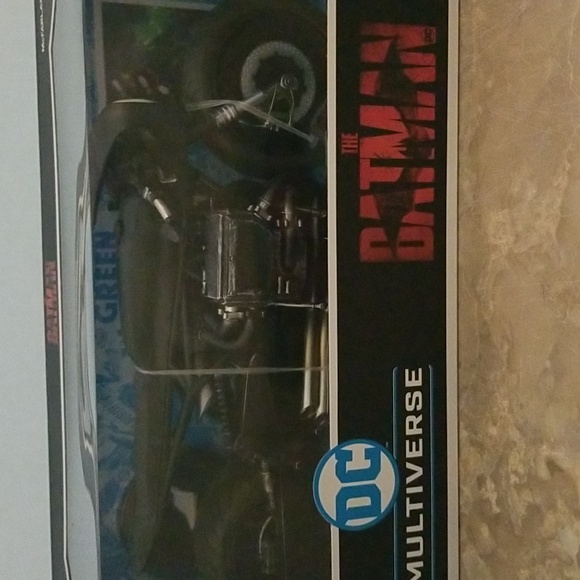 BATMAN
GREEN
DC
MULTIVERSE
THE
BATMAN